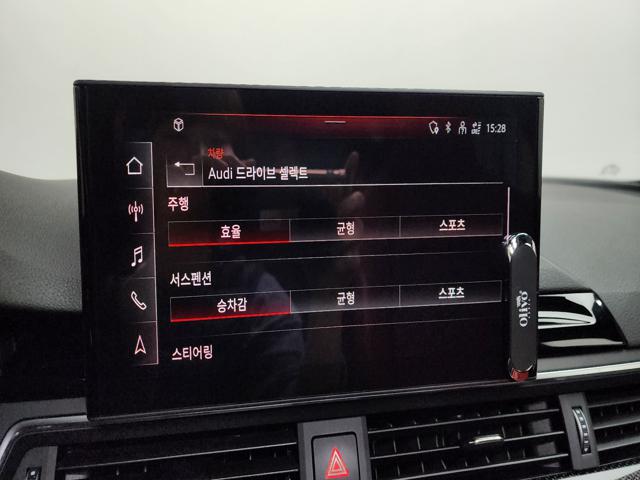 15:28
차량
Audi 드라이브 셀렉트
주행
효율 균형 스포츠
서스펜션
승차감 균형 스포츠
스티어링
olivo